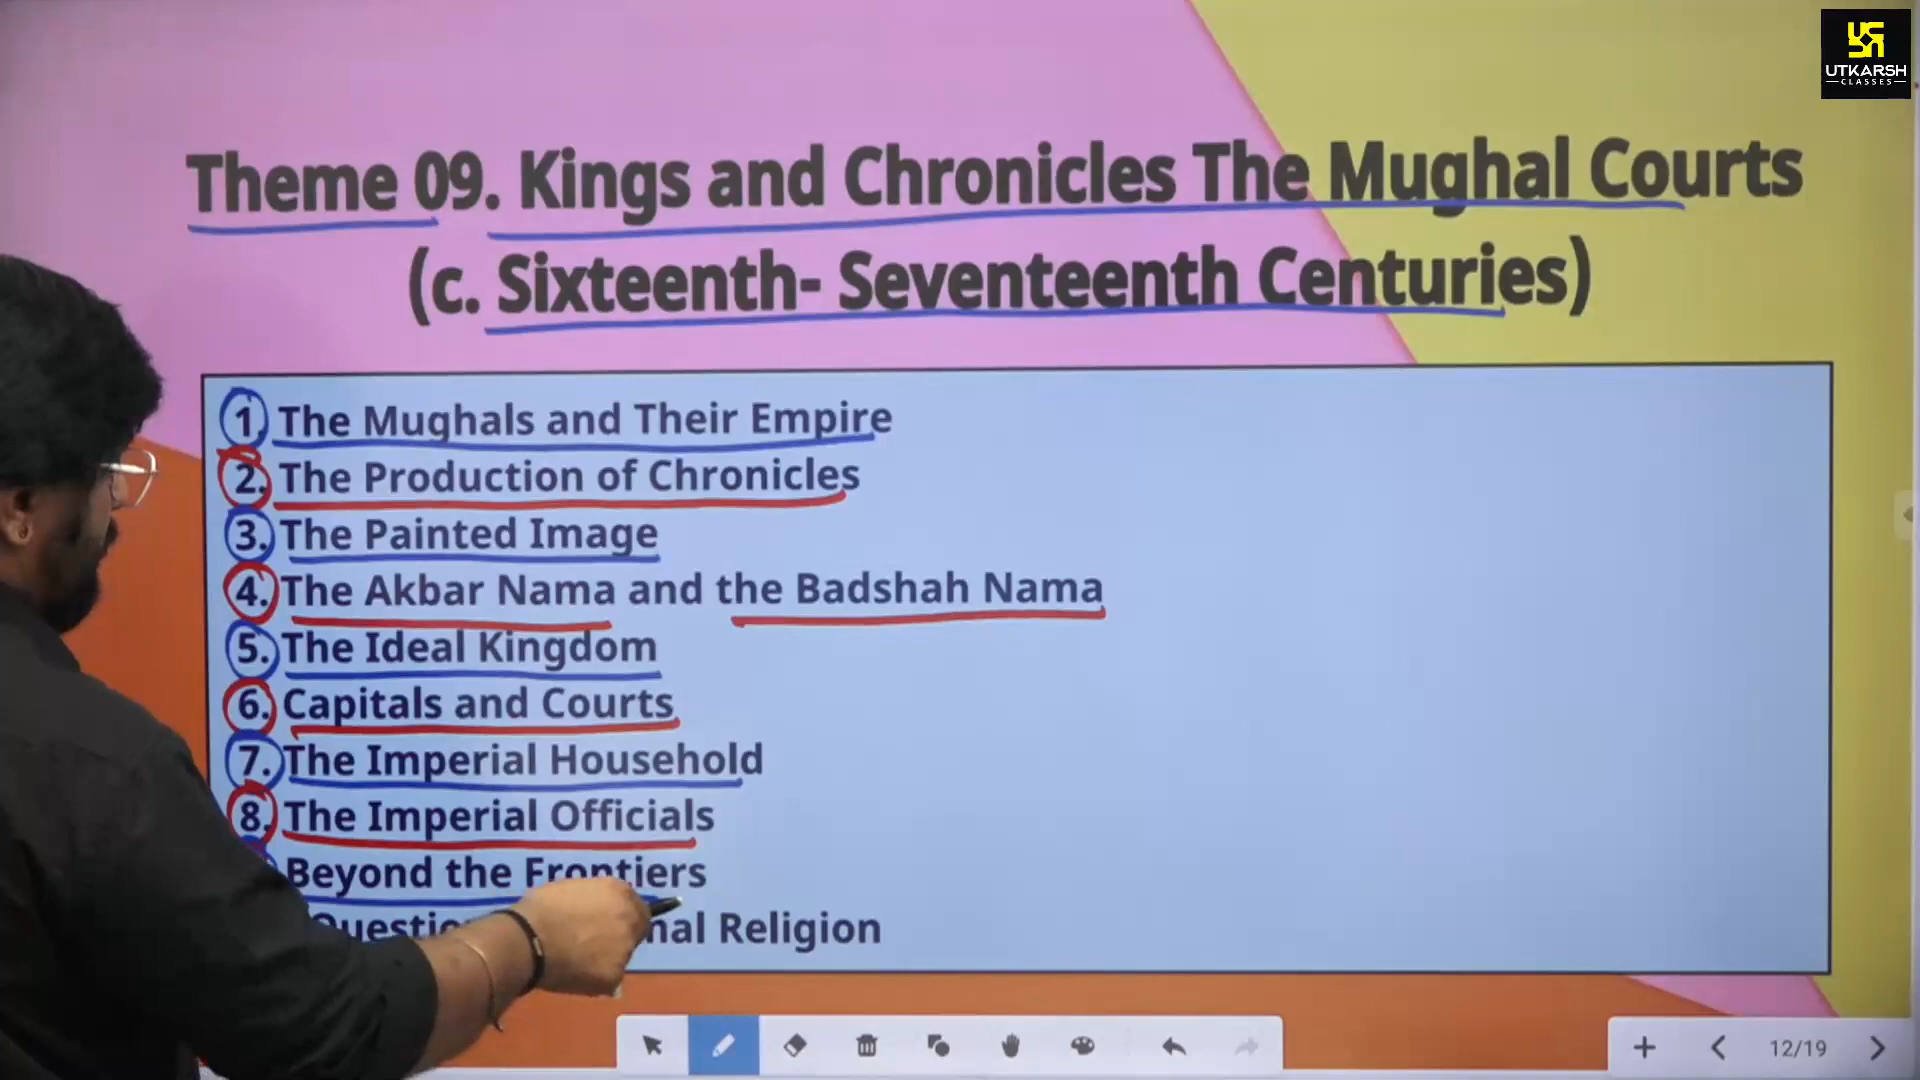 UTKARSH
CLASSES
Theme 09. Kings and Chronicles The Mughal Courts
(c. Sixteenth- Seventeenth Centuries)
1. The Mughals and Their Empire
2. The Production of Chronicles
3. The Painted Image
4. The Akbar Nama and the Badshah Nama
5. The Ideal Kingdom
6. Capitals and Courts
7. The Imperial Household
8. The Imperial Officials
Beyond the Frontiers
Religion
12/19